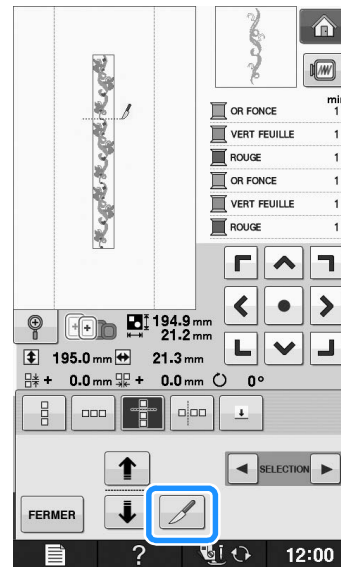 min
OR FONCE 1
VERT FEUILLE 1
ROUGE 1
OR FONCE 1
VERT FEUILLE 1
ROUGE 1
194.9 mm
21.2 mm
195.0 mm 21.3 mm
+ 0.0 mm + 0.0 mm 0°
SELECTION
FERMER
? 12:00